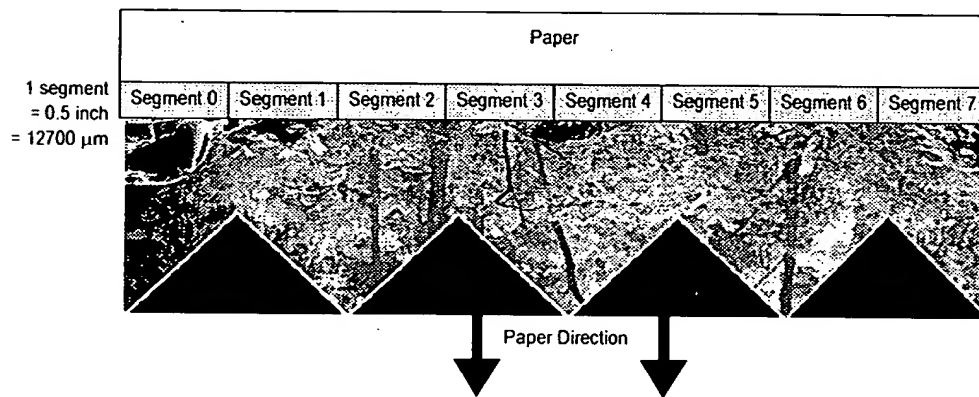 Paper
1 segment
= 0.5 inch
= 12700 µm
Segment 0 Segment 1 Segment 2 Segment 3 Segment 4 Segment 5 Segment 6 Segment 7
Paper Direction